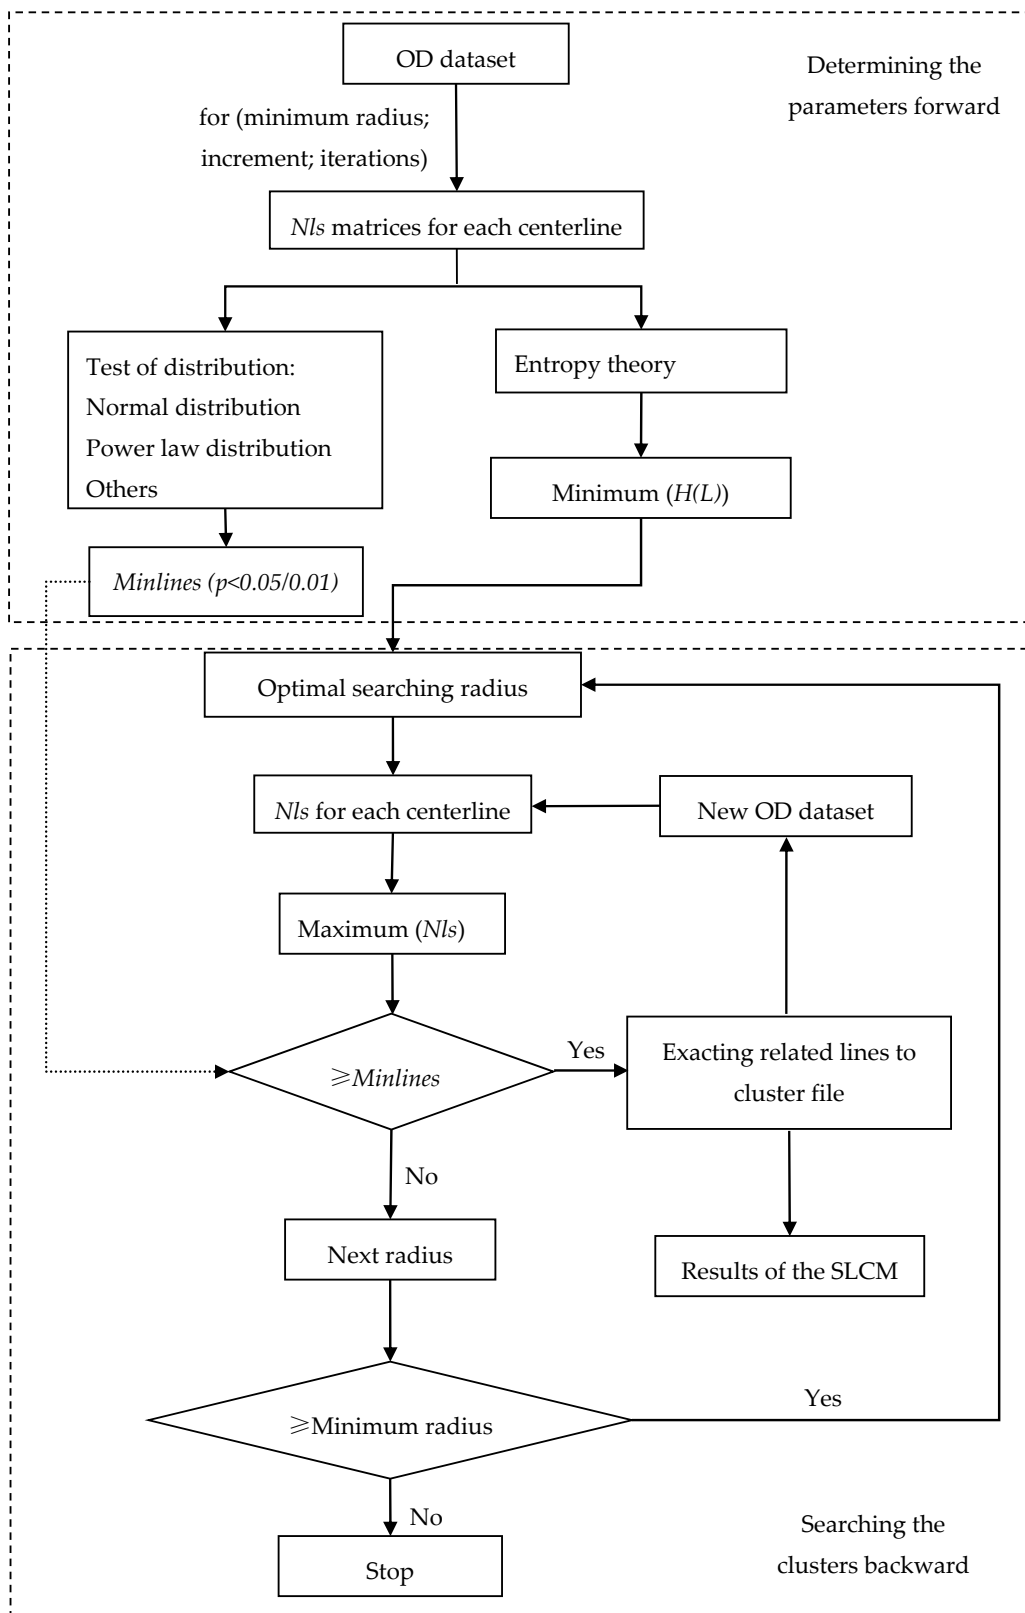 OD dataset
Determining the
parameters forward
for (minimum radius;
increment; iterations)
Nls matrices for each centerline
Test of distribution:
Normal distribution
Power law distribution
Others
Entropy theory
Minimum (H(L))
Minlines (p<0.05/0.01)
Optimal searching radius
Nls for each centerline
New OD dataset
Maximum (Nls)
≥Minlines
Yes
Exacting related lines to
cluster file
No
Next radius
Results of the SLCM
≥Minimum radius
Yes
No
Stop
Searching the
clusters backward